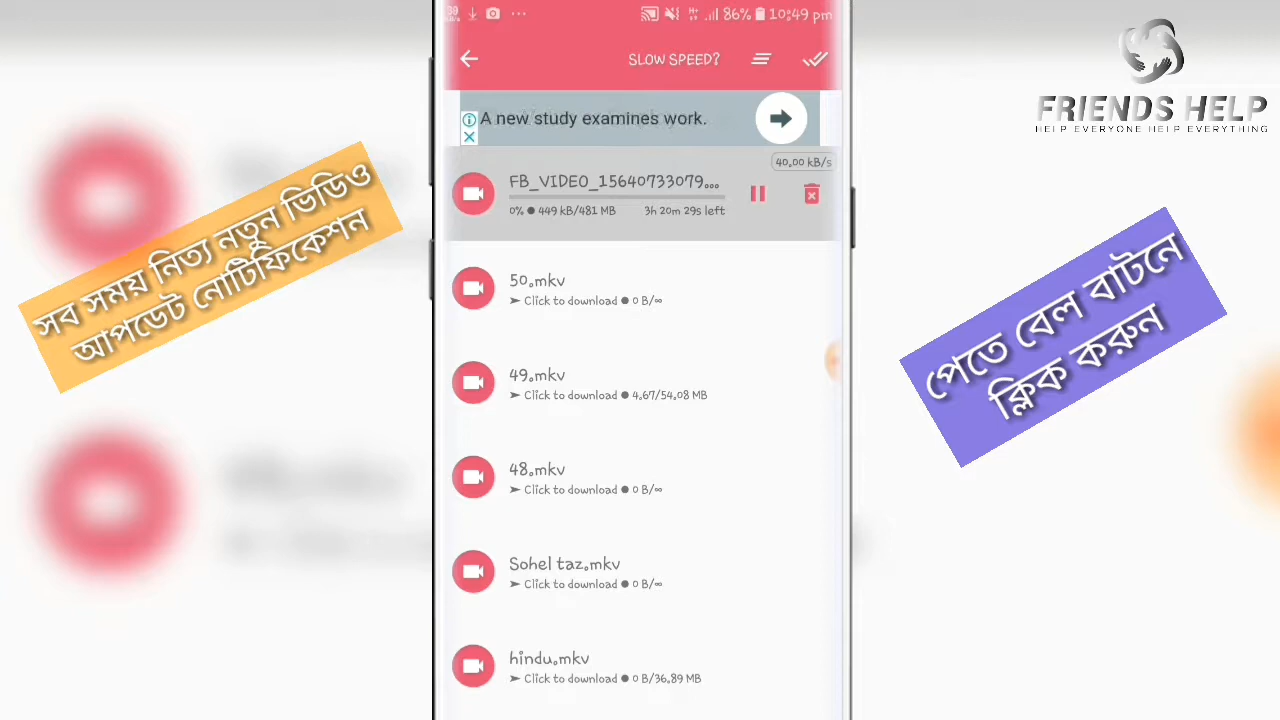 86% 10:49 pm
SLOW SPEED?
A new study examines work.
40.00 kB/s
FB_VIDEO_15640733079...
0% ● 449 kB/481 MB 3h 20m 29s left
50.mkv
➤ Click to download ● 0 B/∞
49.mkv
➤ Click to download ● 4.67/54.08 MB
48.mkv
➤ Click to download ● 0 B/∞
Sohel taz.mkv
➤ Click to download ● 0 B/∞
hindu.mkv
➤ Click to download ● 0 B/36.89 MB
সব সময় নিত্য নতুন ভিডিও
আপডেট নোটিফিকেশন
পেতে বেল বাটনে
ক্লিক করুন
FRIENDS HELP
HELP EVERYONE HELP EVERYTHING